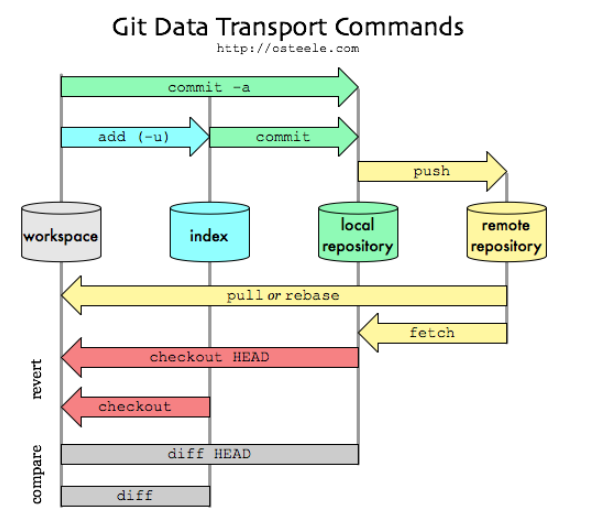 Git Data Transport Commands
http://osteele.com
commit -a
add (-u)
commit
push
workspace
index
local
repository
remote
repository
pull or rebase
fetch
revert
checkout HEAD
checkout
compare
diff HEAD
diff